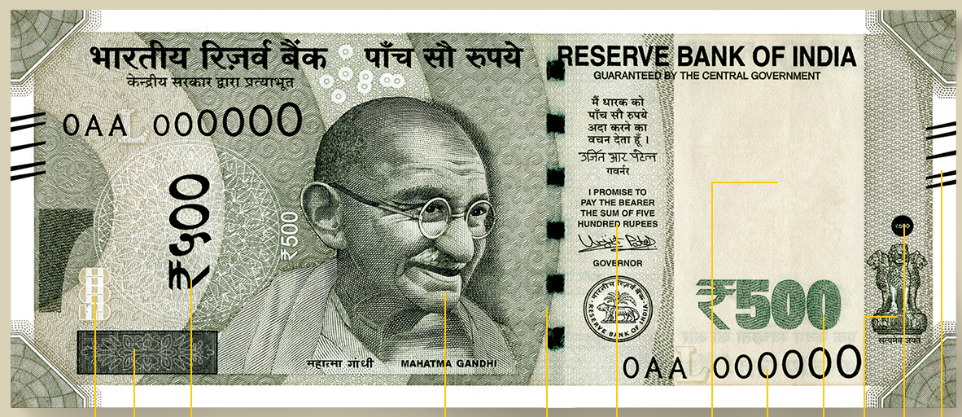 भारतीय रिज़र्व बैंक
पाँच सौ रुपये
RESERVE BANK OF INDIA
केन्द्रीय सरकार द्वारा प्रत्याभूत
GUARANTEED BY THE CENTRAL GOVERNMENT
0AA 000000
मैं धारक को
पाँच सौ रुपये
अदा करने का
वचन देता हूँ ।
उर्जित आर पटेल
गवर्नर
I PROMISE TO
PAY THE BEARER
THE SUM OF FIVE
HUNDRED RUPEES
GOVERNOR
₹५००
₹500
₹500
भारतीय रिज़र्व बैंक
RESERVE BANK OF INDIA
₹500
सत्यमेव जयते
महात्मा गांधी
MAHATMA GANDHI
0AA 000000